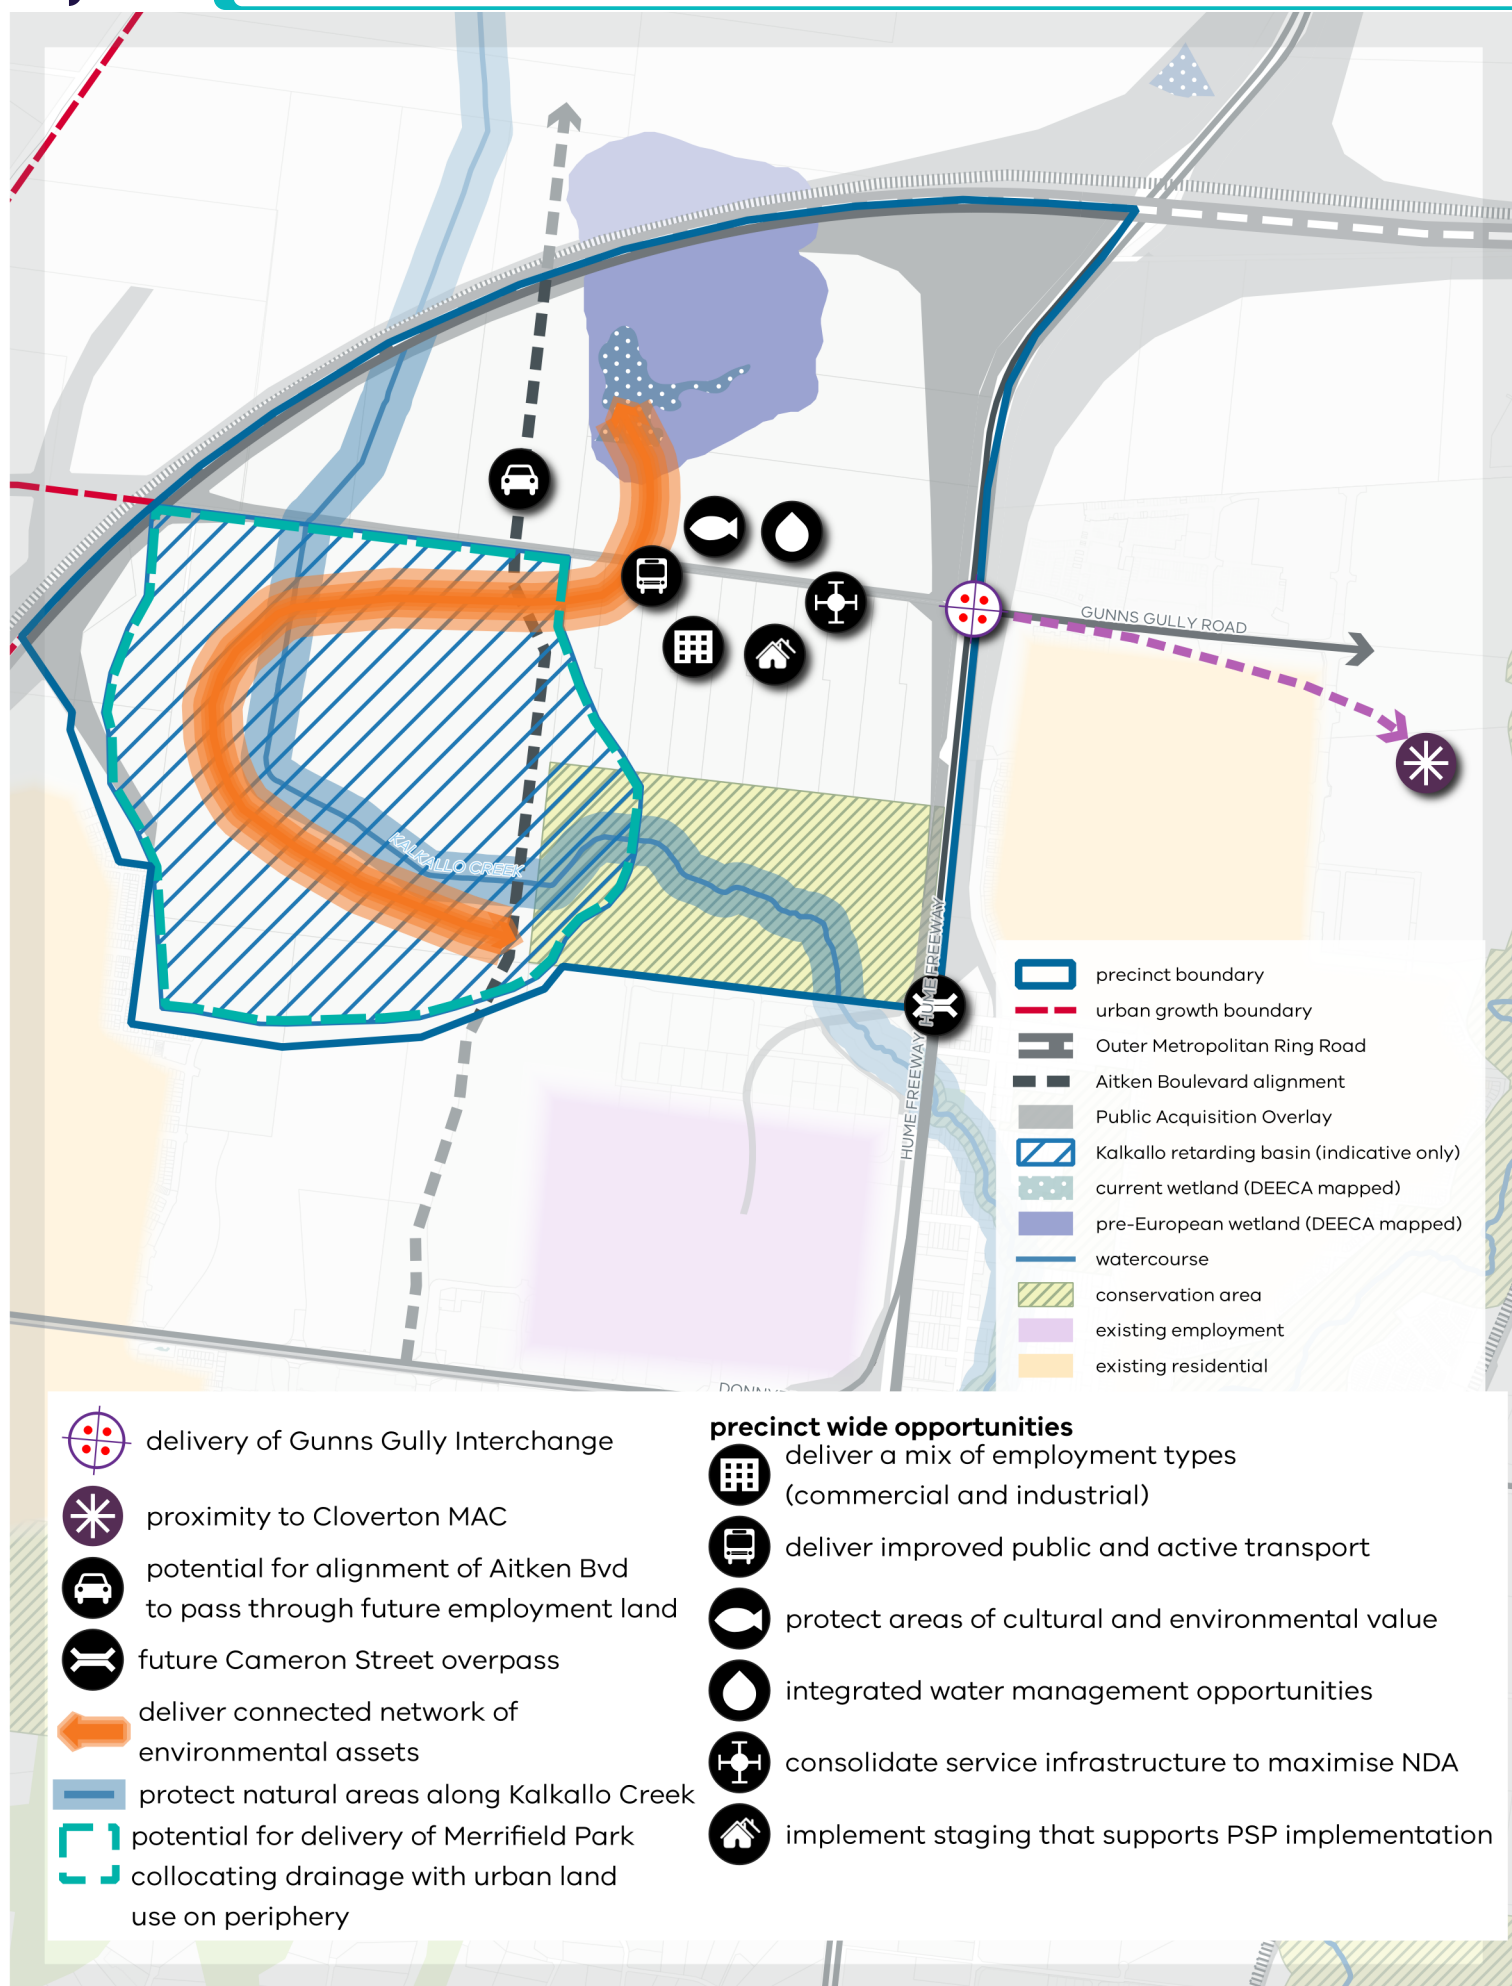 GUNNS GULLY ROAD
KALKALLO CREEK
HUME FREEWAY
HUME FREEWAY
precinct boundary
urban growth boundary
Outer Metropolitan Ring Road
Aitken Boulevard alignment
Public Acquisition Overlay
Kalkallo retarding basin (indicative only)
current wetland (DEECA mapped)
pre-European wetland (DEECA mapped)
watercourse
conservation area
existing employment
existing residential
delivery of Gunns Gully Interchange
proximity to Cloverton MAC
potential for alignment of Aitken Bvd
to pass through future employment land
future Cameron Street overpass
deliver connected network of
environmental assets
protect natural areas along Kalkallo Creek
potential for delivery of Merrifield Park
collocating drainage with urban land
use on periphery
precinct wide opportunities
deliver a mix of employment types
(commercial and industrial)
deliver improved public and active transport
protect areas of cultural and environmental value
integrated water management opportunities
consolidate service infrastructure to maximise NDA
implement staging that supports PSP implementation